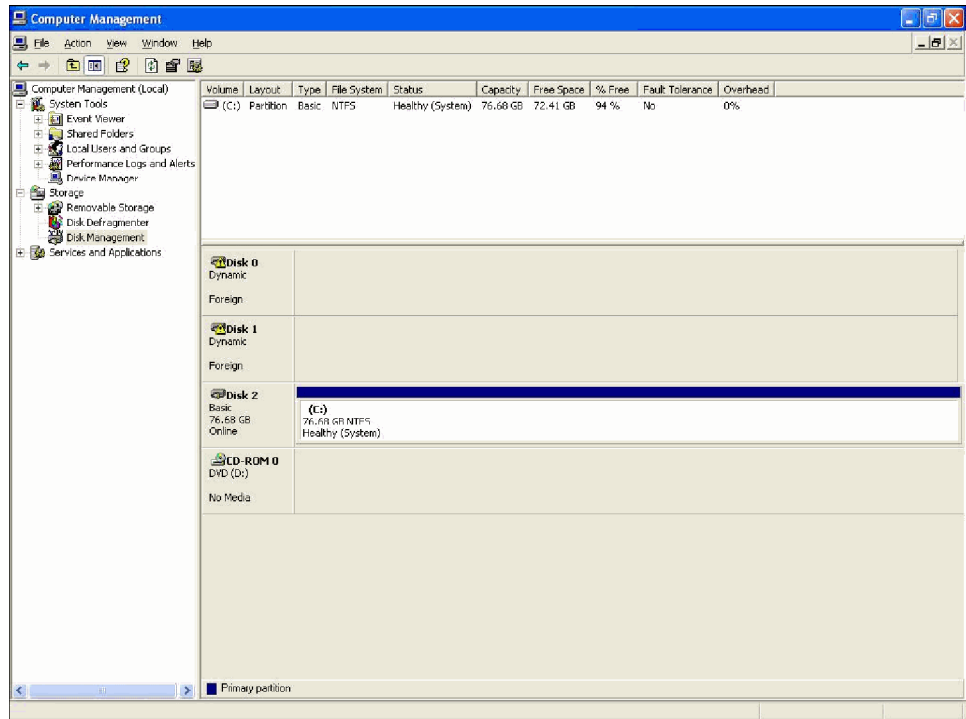 Computer Management
File Action View Window Help
Computer Management (Local)
System Tools
Event Viewer
Shared Folders
Local Users and Groups
Performance Logs and Alerts
Device Manager
Storage
Removable Storage
Disk Defragmenter
Disk Management
Services and Applications
Volume Layout Type File System Status Capacity Free Space % Free Fault Tolerance Overhead
(C:) Partition Basic NTFS Healthy (System) 76.68 GB 72.41 GB 94 % No 0%
Disk 0
Dynamic
Foreign
Disk 1
Dynamic
Foreign
Disk 2
Basic
76.68 GB
Online
(C:)
76.68 GB NTFS
Healthy (System)
CD-ROM 0
DVD (D:)
No Media
Primary partition